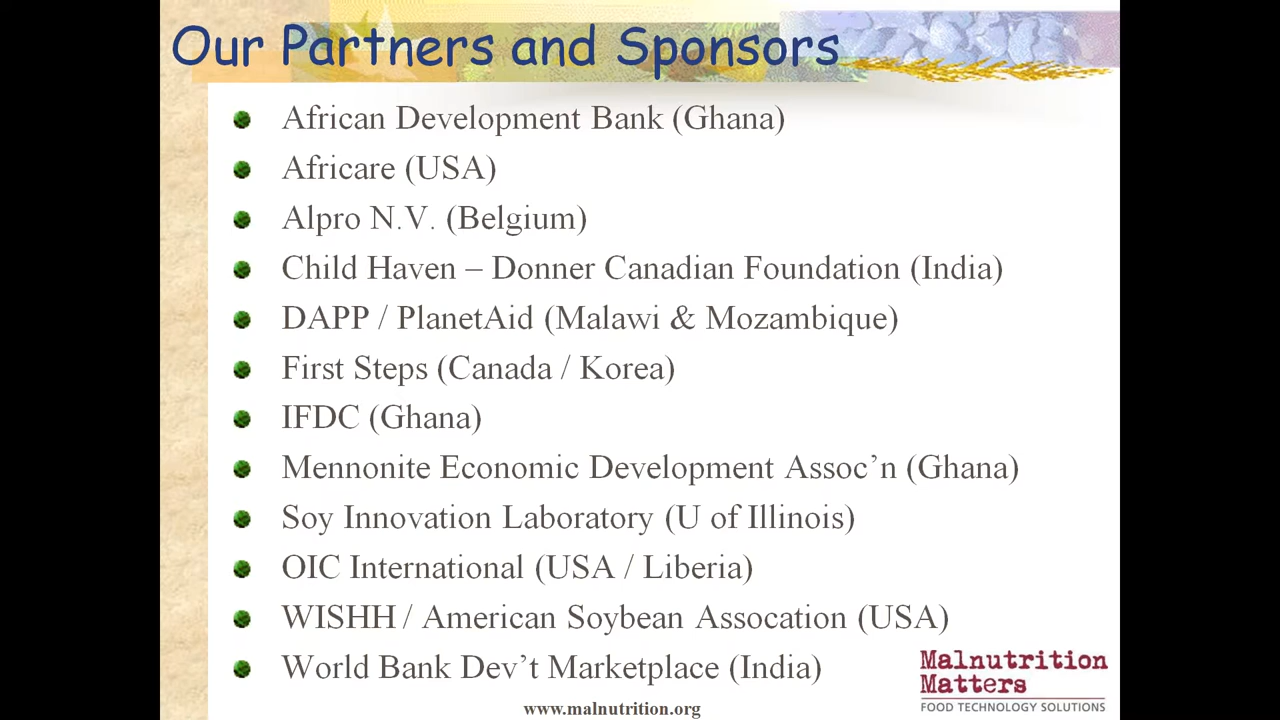 Our Partners and Sponsors
African Development Bank (Ghana)
Africare (USA)
Alpro N.V. (Belgium)
Child Haven – Donner Canadian Foundation (India)
DAPP / PlanetAid (Malawi & Mozambique)
First Steps (Canada / Korea)
IFDC (Ghana)
Mennonite Economic Development Assoc’n (Ghana)
Soy Innovation Laboratory (U of Illinois)
OIC International (USA / Liberia)
WISHH / American Soybean Assocation (USA)
World Bank Dev’t Marketplace (India)
Malnutrition
Matters
FOOD TECHNOLOGY SOLUTIONS
www.malnutrition.org